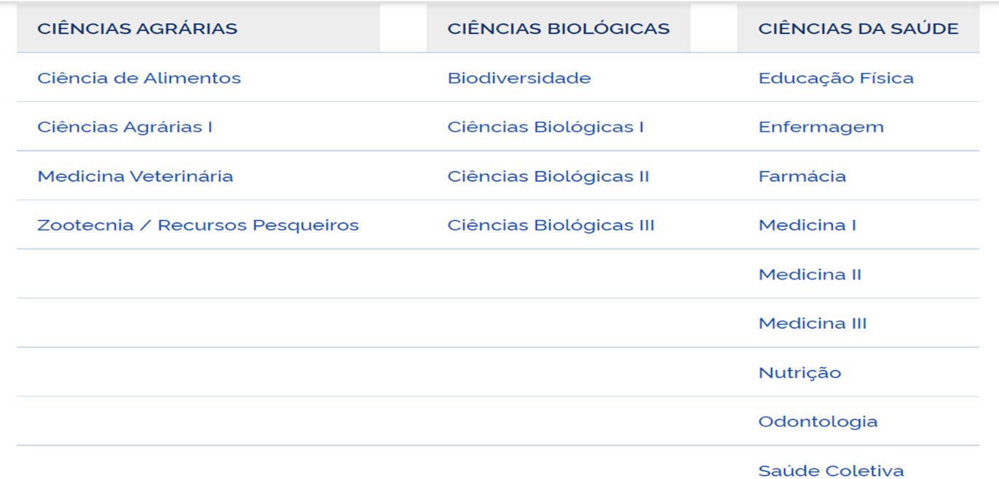 CIÊNCIAS AGRÁRIAS CIÊNCIAS BIOLÓGICAS CIÊNCIAS DA SAÚDE
Ciência de Alimentos Biodiversidade Educação Física
Ciências Agrárias I Ciências Biológicas I Enfermagem
Medicina Veterinária Ciências Biológicas II Farmácia
Zootecnia / Recursos Pesqueiros Ciências Biológicas III Medicina I
Medicina II
Medicina III
Nutrição
Odontologia
Saúde Coletiva